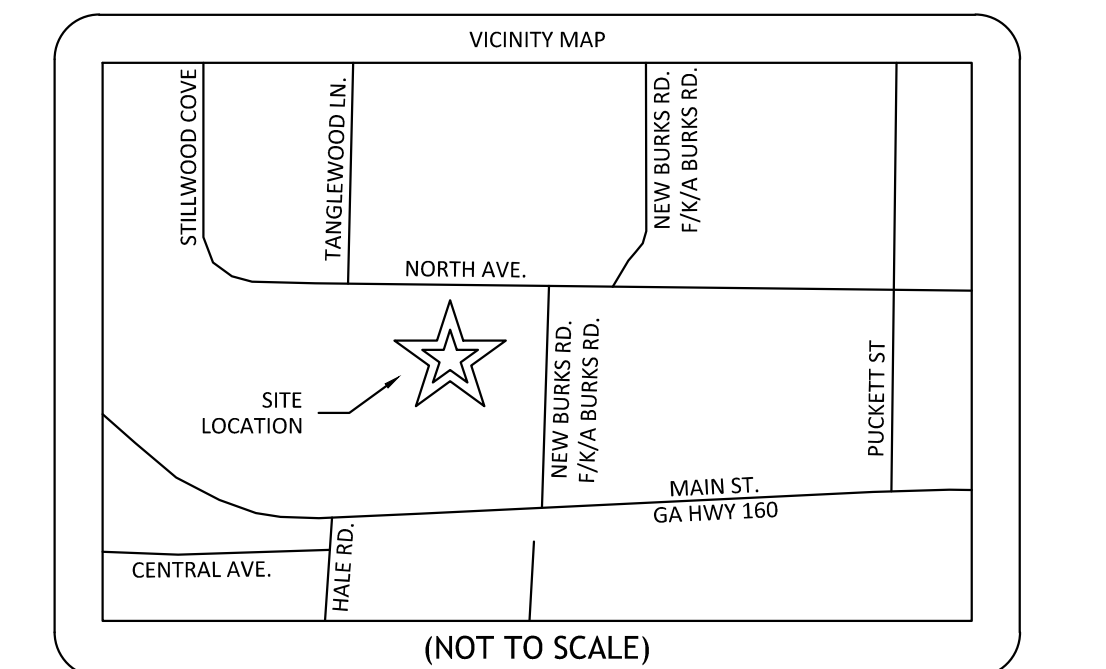 VICINITY MAP
STILLWOOD COVE
TANGLEWOOD LN.
NEW BURKS RD.
F/K/A BURKS RD.
NORTH AVE.
NEW BURKS RD.
F/K/A BURKS RD.
PUCKETT ST
SITE
LOCATION
MAIN ST.
GA HWY 160
CENTRAL AVE.
HALE RD.
(NOT TO SCALE)